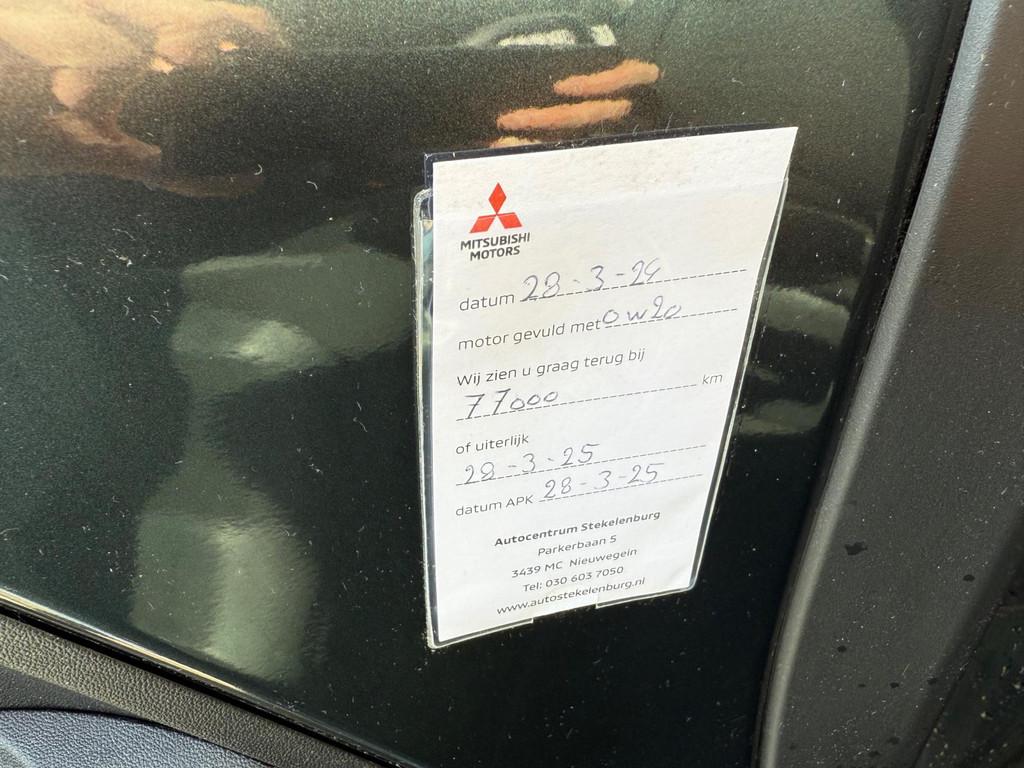 MITSUBISHI
MOTORS
datum 28-3-24
motor gevuld met 0w20
Wij zien u graag terug bij
77000 km
of uiterlijk
28-3-25
datum APK 28-3-25
Autocentrum Stekelenburg
Parkerbaan 5
3439 MC Nieuwegein
Tel: 030 603 7050
www.autostekelenburg.nl